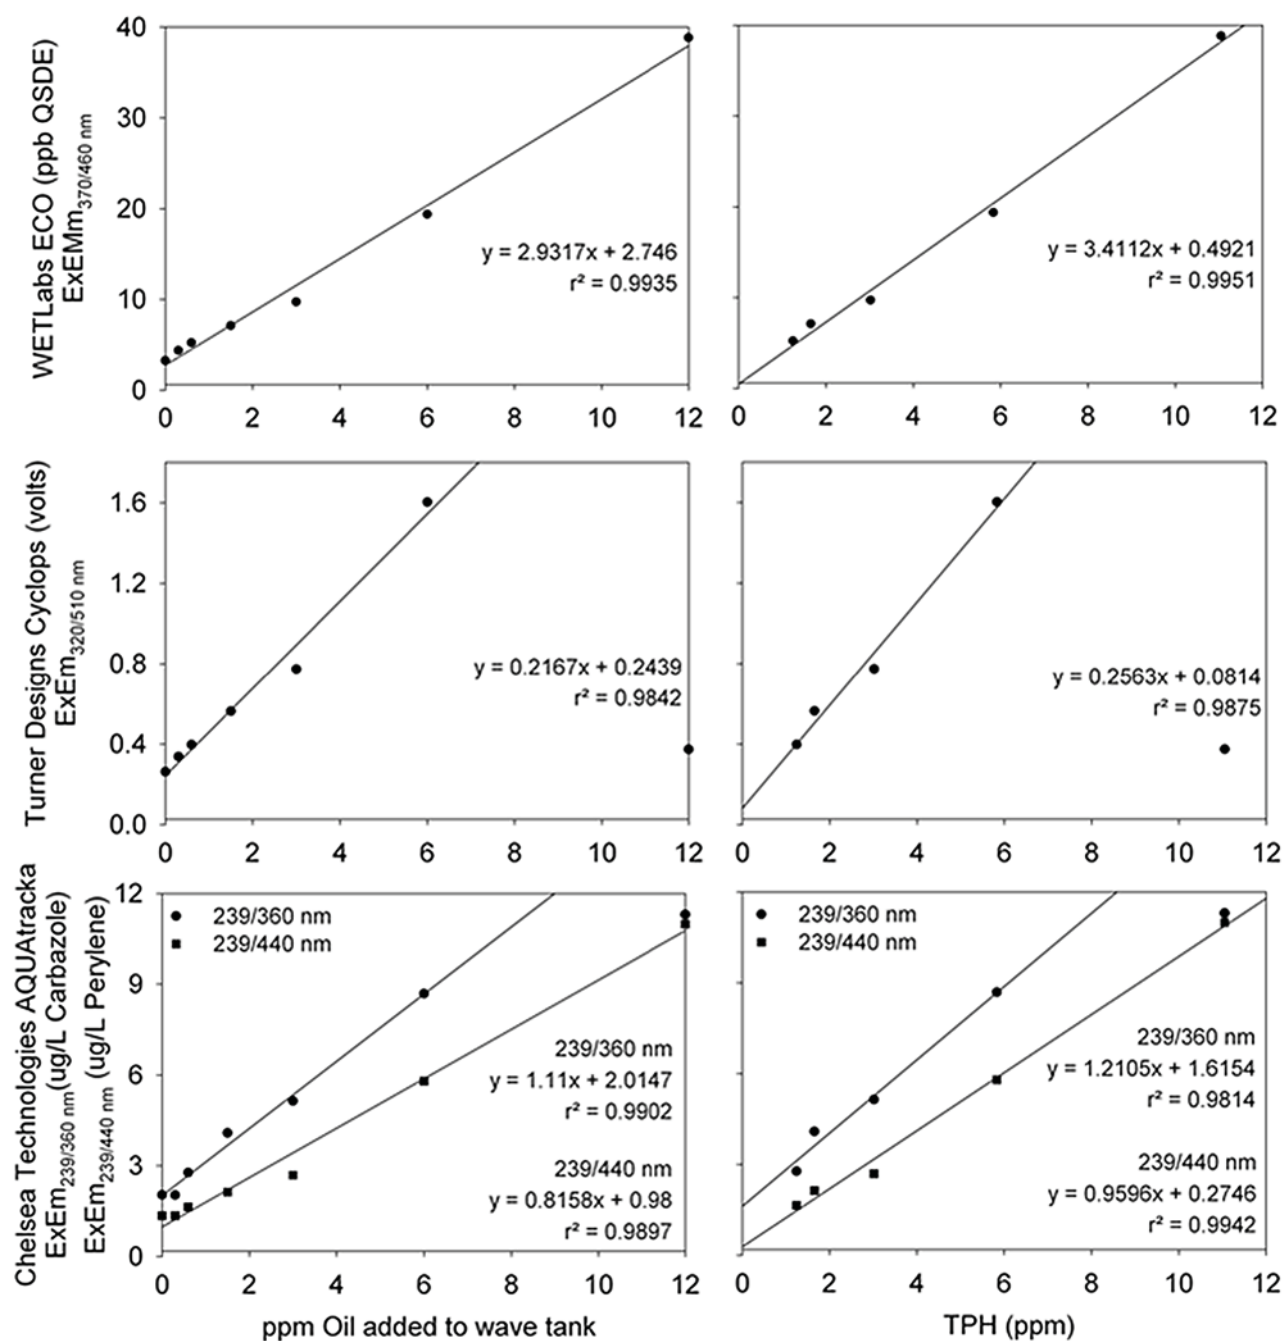 WETLabs ECO (ppb QSDE)
ExEMm370/460 nm
40
30
20
10
0
y = 2.9317x + 2.746
r² = 0.9935
0 2 4 6 8 10 12
y = 3.4112x + 0.4921
r² = 0.9951
0 2 4 6 8 10 12
Turner Designs Cyclops (volts)
ExEm320/510 nm
1.6
1.2
0.8
0.4
0.0
y = 0.2167x + 0.2439
r² = 0.9842
0 2 4 6 8 10 12
y = 0.2563x + 0.0814
r² = 0.9875
0 2 4 6 8 10 12
Chelsea Technologies AQUAtracka
ExEm239/360 nm(ug/L Carbazole)
ExEm239/440 nm (ug/L Perylene)
12
9
6
3
0
239/360 nm
239/440 nm
239/360 nm
y = 1.11x + 2.0147
r² = 0.9902
239/440 nm
y = 0.8158x + 0.98
r² = 0.9897
0 2 4 6 8 10 12
ppm Oil added to wave tank
239/360 nm
239/440 nm
239/360 nm
y = 1.2105x + 1.6154
r² = 0.9814
239/440 nm
y = 0.9596x + 0.2746
r² = 0.9942
0 2 4 6 8 10 12
TPH (ppm)